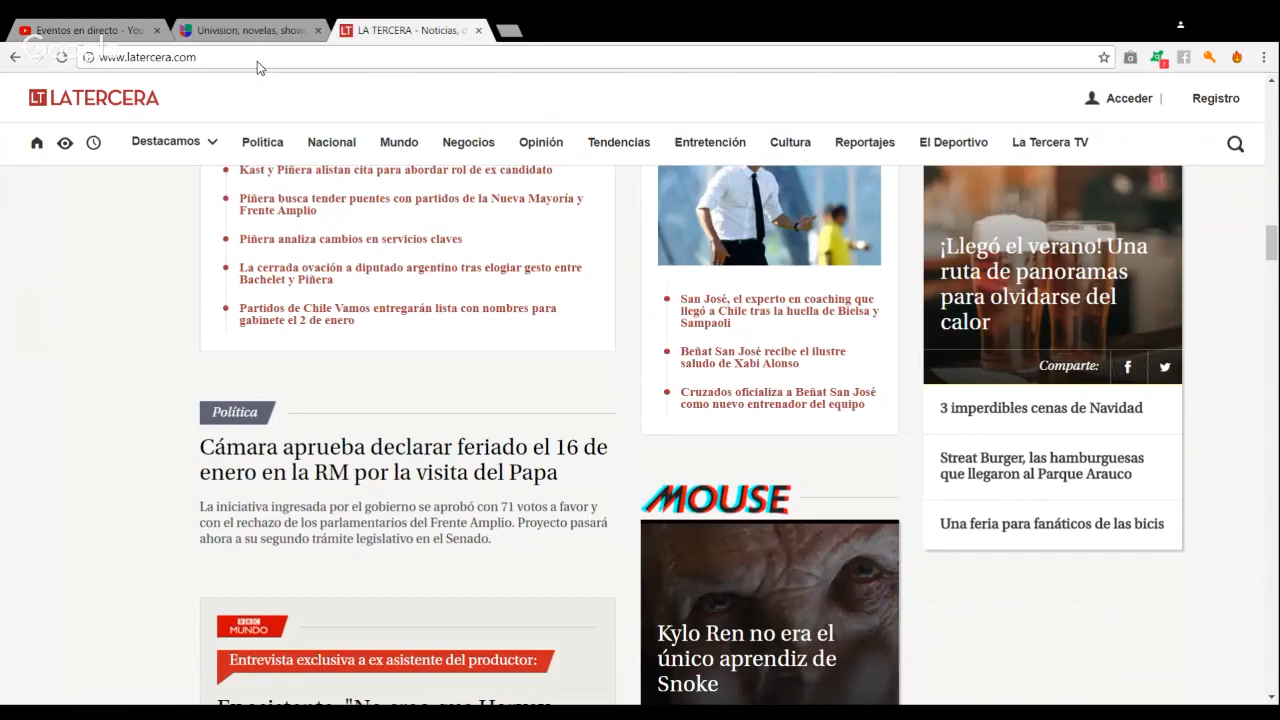 Eventos en directo - You
Univision, novelas, show
LA TERCERA - Noticias, d
www.latercera.com
LT LATERCERA
Acceder
Registro
Destacamos
Política
Nacional
Mundo
Negocios
Opinión
Tendencias
Entretención
Cultura
Reportajes
El Deportivo
La Tercera TV
Kast y Piñera alistan cita para abordar rol de ex candidato
Piñera busca tender puentes con partidos de la Nueva Mayoría y
Frente Amplio
Piñera analiza cambios en servicios claves
La cerrada ovación a diputado argentino tras elogiar gesto entre
Bachelet y Piñera
Partidos de Chile Vamos entregarán lista con nombres para
gabinete el 2 de enero
Política
Cámara aprueba declarar feriado el 16 de
enero en la RM por la visita del Papa
La iniciativa ingresada por el gobierno se aprobó con 71 votos a favor y
con el rechazo de los parlamentarios del Frente Amplio. Proyecto pasará
ahora a su segundo trámite legislativo en el Senado.
BBC
MUNDO
Entrevista exclusiva a ex asistente del productor:
San José, el experto en coaching que
llegó a Chile tras la huella de Bielsa y
Sampaoli
Beñat San José recibe el ilustre
saludo de Xabi Alonso
Cruzados oficializa a Beñat San José
como nuevo entrenador del equipo
MOUSE
Kylo Ren no era el
único aprendiz de
Snoke
¡Llegó el verano! Una
ruta de panoramas
para olvidarse del
calor
Comparte:
3 imperdibles cenas de Navidad
Streat Burger, las hamburguesas
que llegaron al Parque Arauco
Una feria para fanáticos de las bicis